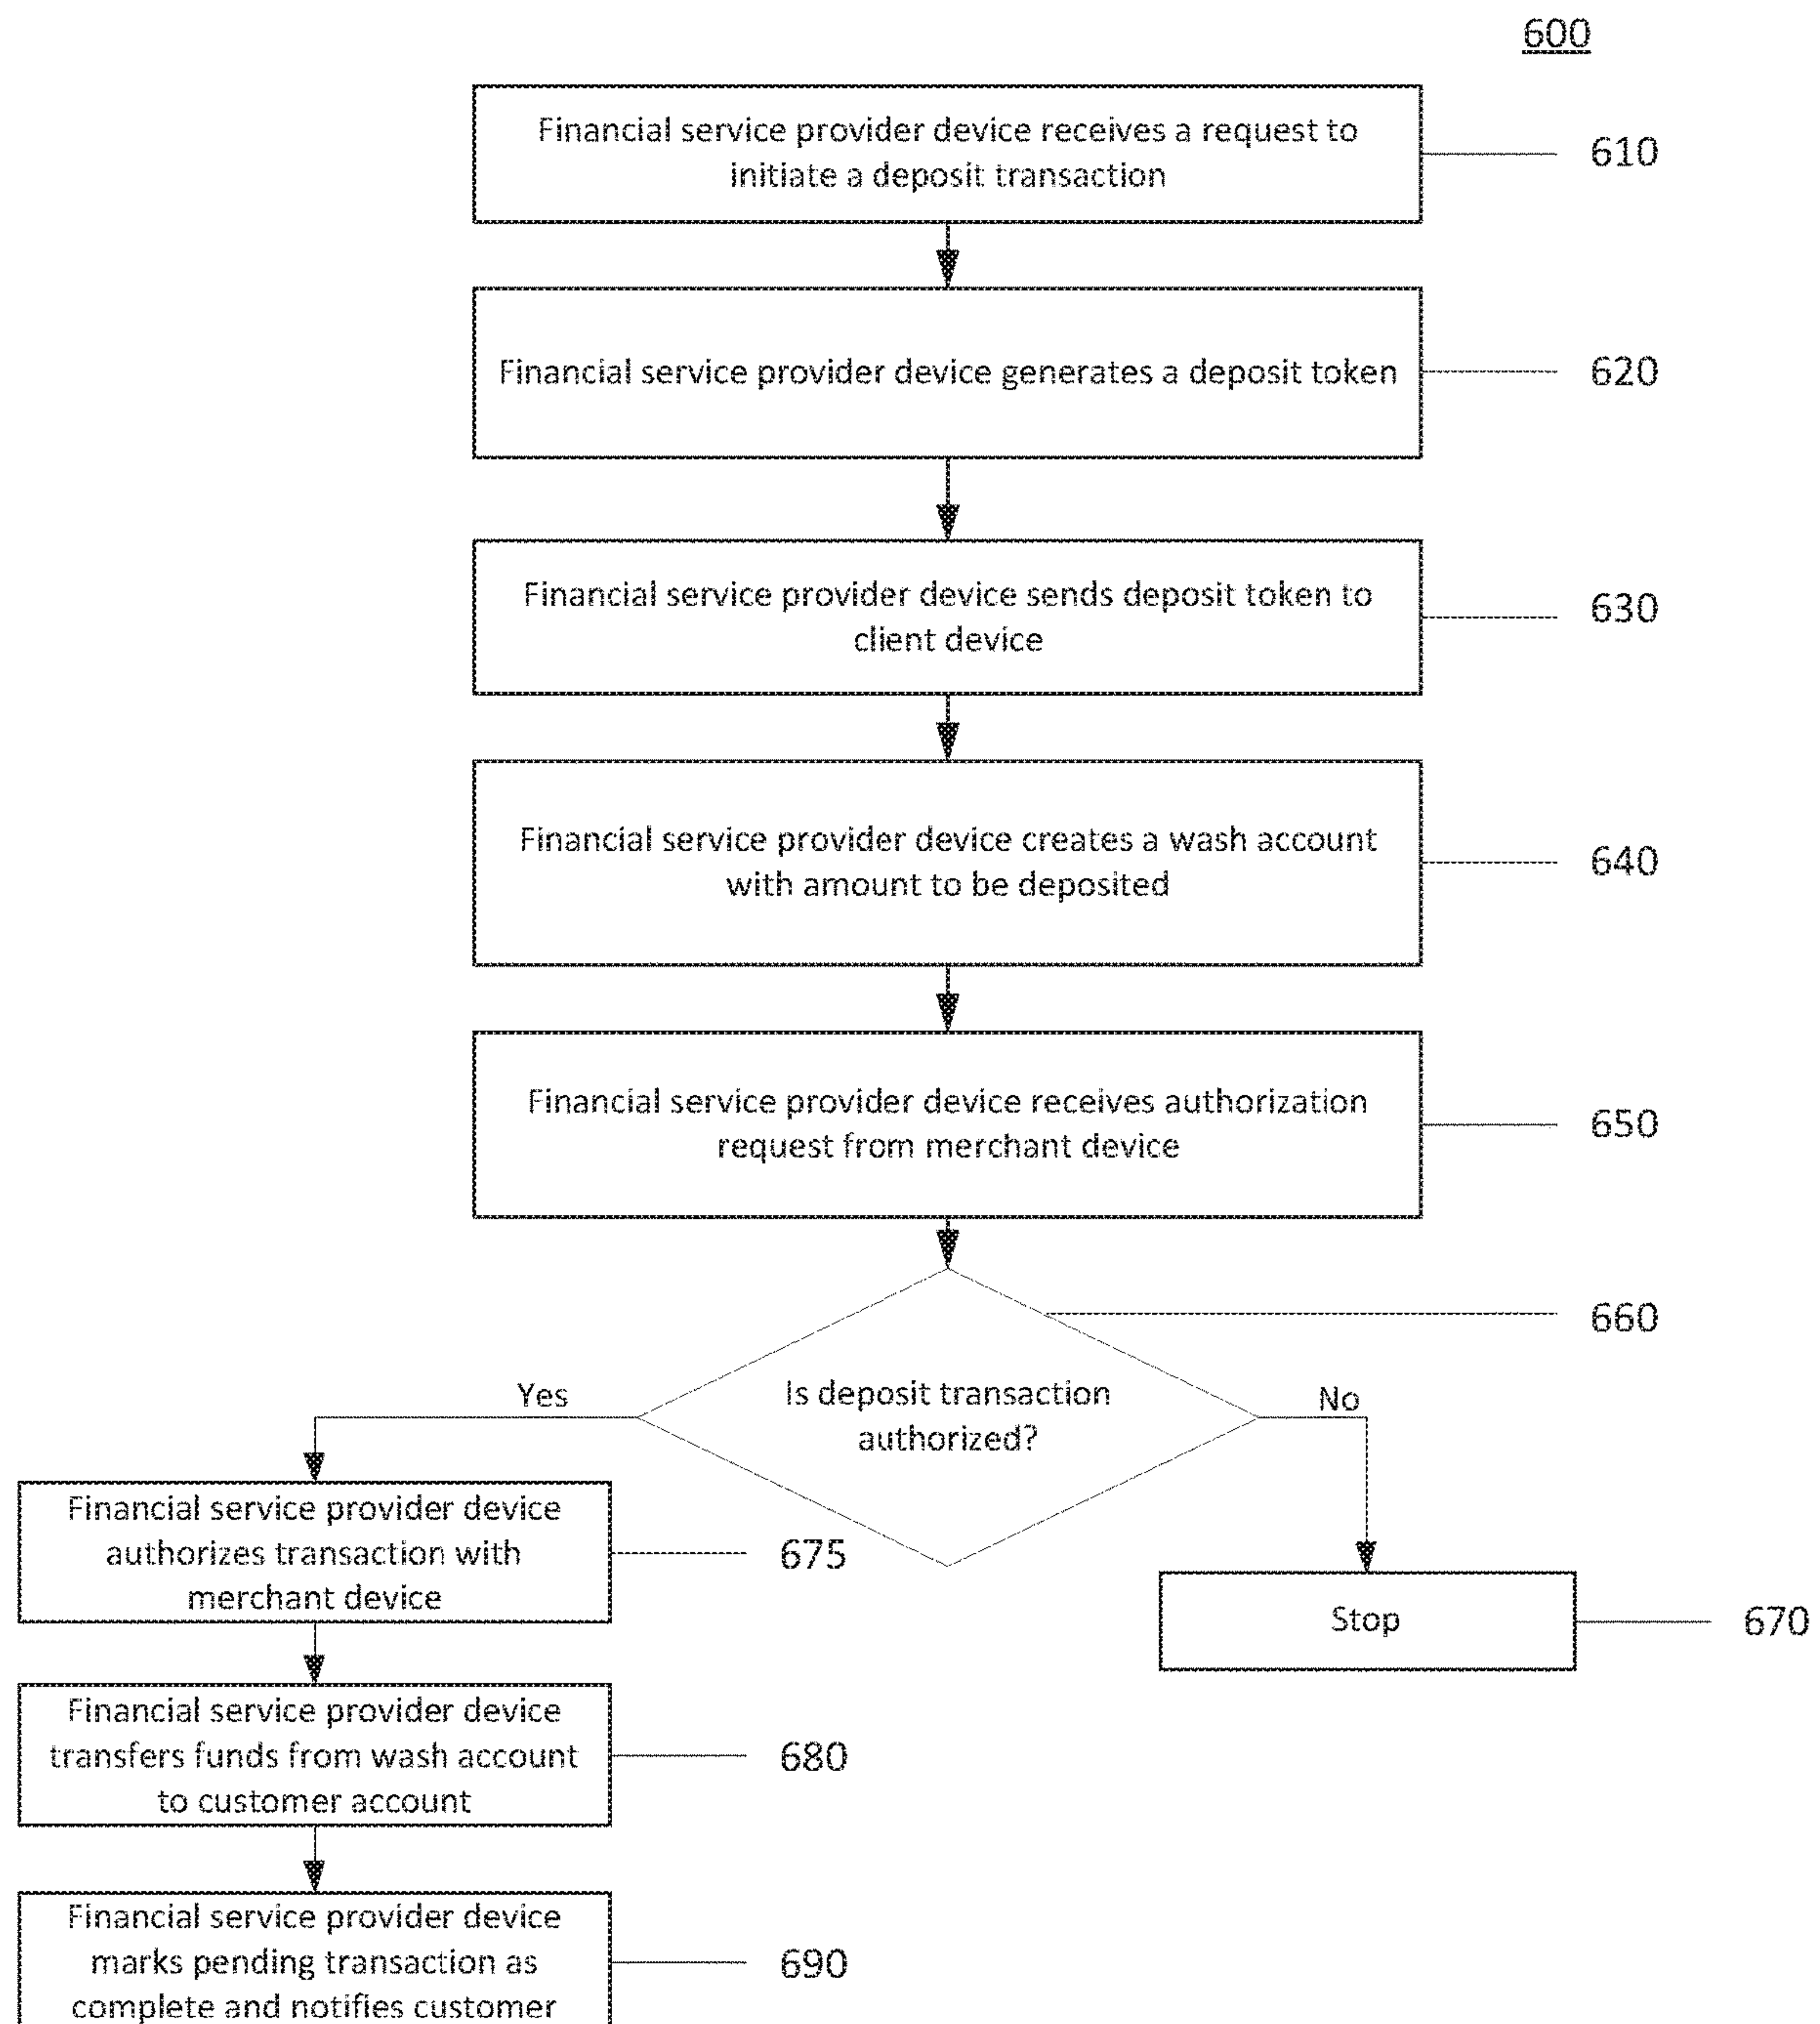 600
Financial service provider device receives a request to
initiate a deposit transaction
610
Financial service provider device generates a deposit token
620
Financial service provider device sends deposit token to
client device
630
Financial service provider device creates a wash account
with amount to be deposited
640
Financial service provider device receives authorization
request from merchant device
650
660
Is deposit transaction
authorized?
Yes
No
Financial service provider device
authorizes transaction with
merchant device
675
Stop
670
Financial service provider device
transfers funds from wash account
to customer account
680
Financial service provider device
marks pending transaction as
complete and notifies customer
690